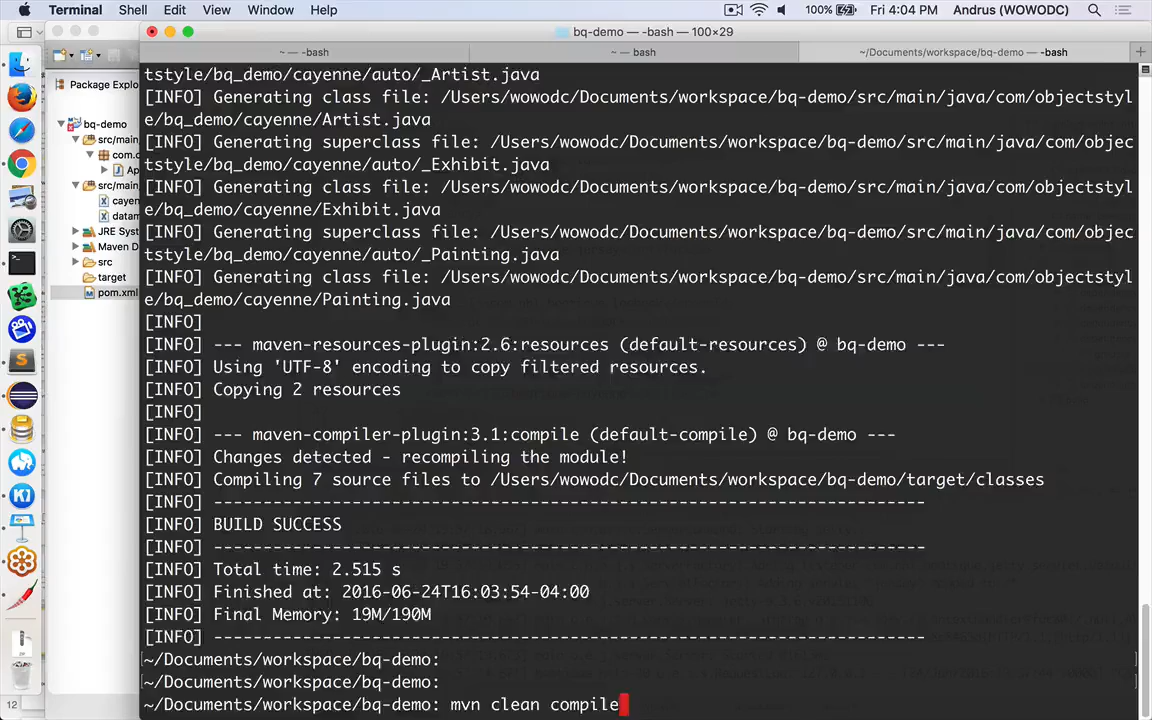 Terminal Shell Edit View Window Help 100% Fri 4:04 PM Andrus (WOWODC)
bq-demo — -bash — 100×29
~ — -bash
~ — bash
~/Documents/workspace/bq-demo — -bash
Package Explo
bq-demo
src/main
com.o
Ap
src/main
cayen
datam
JRE Syst
Maven D
src
target
pom.xml
12
tstyle/bq_demo/cayenne/auto/_Artist.java
[INFO] Generating class file: /Users/wowodc/Documents/workspace/bq-demo/src/main/java/com/objectstyl
e/bq_demo/cayenne/Artist.java
[INFO] Generating superclass file: /Users/wowodc/Documents/workspace/bq-demo/src/main/java/com/objec
tstyle/bq_demo/cayenne/auto/_Exhibit.java
[INFO] Generating class file: /Users/wowodc/Documents/workspace/bq-demo/src/main/java/com/objectstyl
e/bq_demo/cayenne/Exhibit.java
[INFO] Generating superclass file: /Users/wowodc/Documents/workspace/bq-demo/src/main/java/com/objec
tstyle/bq_demo/cayenne/auto/_Painting.java
[INFO] Generating class file: /Users/wowodc/Documents/workspace/bq-demo/src/main/java/com/objectstyl
e/bq_demo/cayenne/Painting.java
[INFO]
[INFO] --- maven-resources-plugin:2.6:resources (default-resources) @ bq-demo ---
[INFO] Using 'UTF-8' encoding to copy filtered resources.
[INFO] Copying 2 resources
[INFO]
[INFO] --- maven-compiler-plugin:3.1:compile (default-compile) @ bq-demo ---
[INFO] Changes detected - recompiling the module!
[INFO] Compiling 7 source files to /Users/wowodc/Documents/workspace/bq-demo/target/classes
[INFO] ------------------------------------------------------------------------
[INFO] BUILD SUCCESS
[INFO] ------------------------------------------------------------------------
[INFO] Total time: 2.515 s
[INFO] Finished at: 2016-06-24T16:03:54-04:00
[INFO] Final Memory: 19M/190M
[INFO] ------------------------------------------------------------------------
~/Documents/workspace/bq-demo:
~/Documents/workspace/bq-demo:
~/Documents/workspace/bq-demo: mvn clean compile